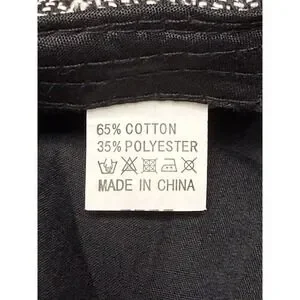 65% COTTON
35% POLYESTER
MADE IN CHINA